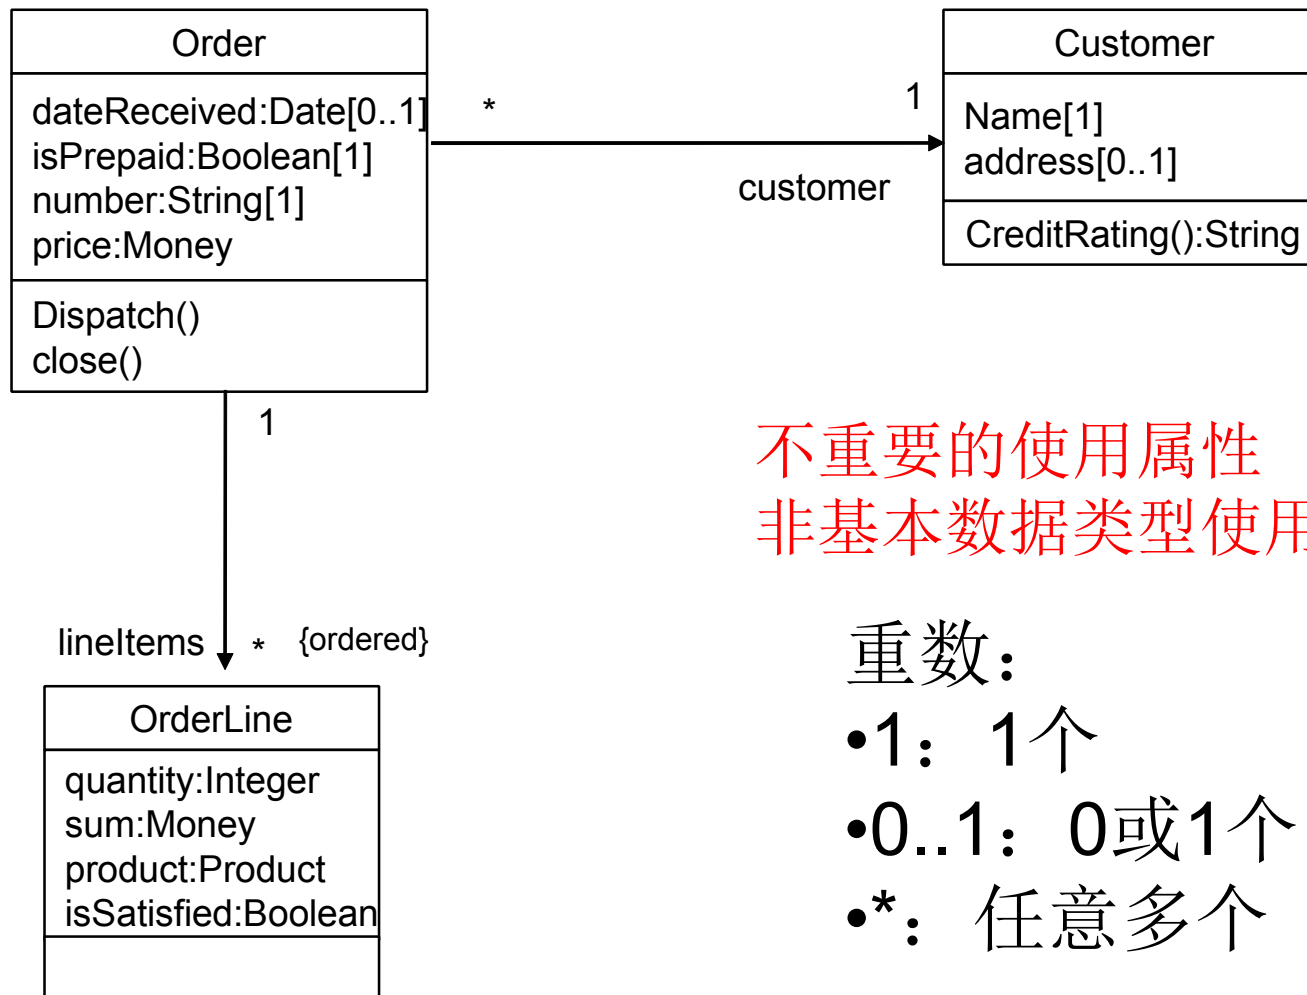 Order
dateReceived:Date[0..1]
isPrepaid:Boolean[1]
number:String[1]
price:Money
Dispatch()
close()
*
1
customer
Customer
Name[1]
address[0..1]
CreditRating():String
1
lineItems
*
{ordered}
OrderLine
quantity:Integer
sum:Money
product:Product
isSatisfied:Boolean
不重要的使用属性
非基本数据类型使用
重数：
•1：1个
•0..1：0或1个
•*：任意多个